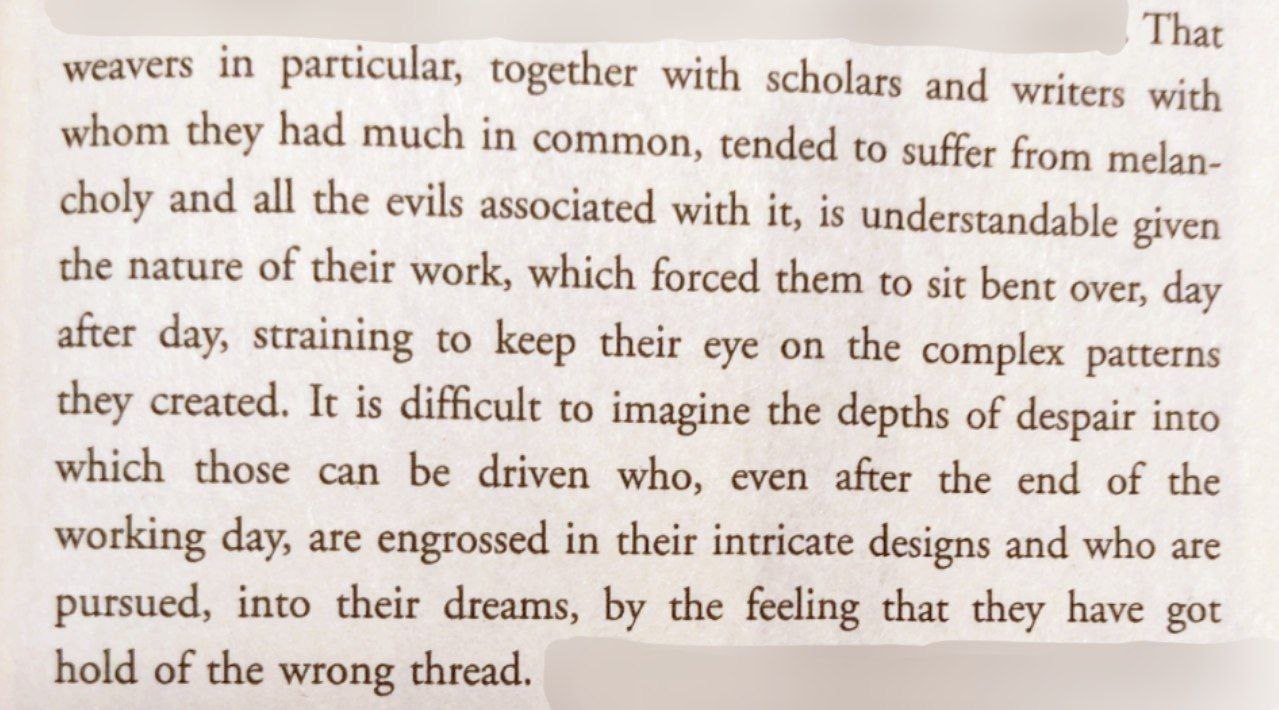 That
weavers in particular, together with scholars and writers with
whom they had much in common, tended to suffer from melan-
choly and all the evils associated with it, is understandable given
the nature of their work, which forced them to sit bent over, day
after day, straining to keep their eye on the complex patterns
they created. It is difficult to imagine the depths of despair into
which those can be driven who, even after the end of the
working day, are engrossed in their intricate designs and who are
pursued, into their dreams, by the feeling that they have got
hold of the wrong thread.